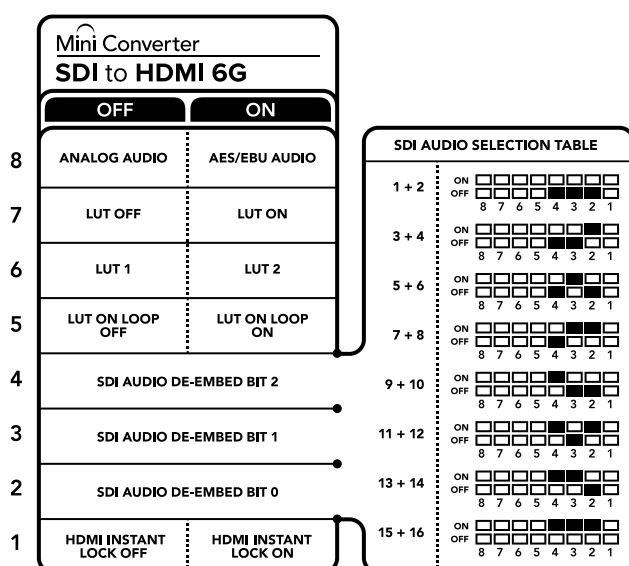 Mini Converter
SDI to HDMI 6G
OFF ON
8 ANALOG AUDIO AES/EBU AUDIO
7 LUT OFF LUT ON
6 LUT 1 LUT 2
5 LUT ON LOOP OFF LUT ON LOOP ON
4 SDI AUDIO DE-EMBED BIT 2
3 SDI AUDIO DE-EMBED BIT 1
2 SDI AUDIO DE-EMBED BIT 0
1 HDMI INSTANT LOCK OFF HDMI INSTANT LOCK ON
SDI AUDIO SELECTION TABLE
1 + 2 ON
OFF
8 7 6 5 4 3 2 1
3 + 4 ON
OFF
8 7 6 5 4 3 2 1
5 + 6 ON
OFF
8 7 6 5 4 3 2 1
7 + 8 ON
OFF
8 7 6 5 4 3 2 1
9 + 10 ON
OFF
8 7 6 5 4 3 2 1
11 + 12 ON
OFF
8 7 6 5 4 3 2 1
13 + 14 ON
OFF
8 7 6 5 4 3 2 1
15 + 16 ON
OFF
8 7 6 5 4 3 2 1